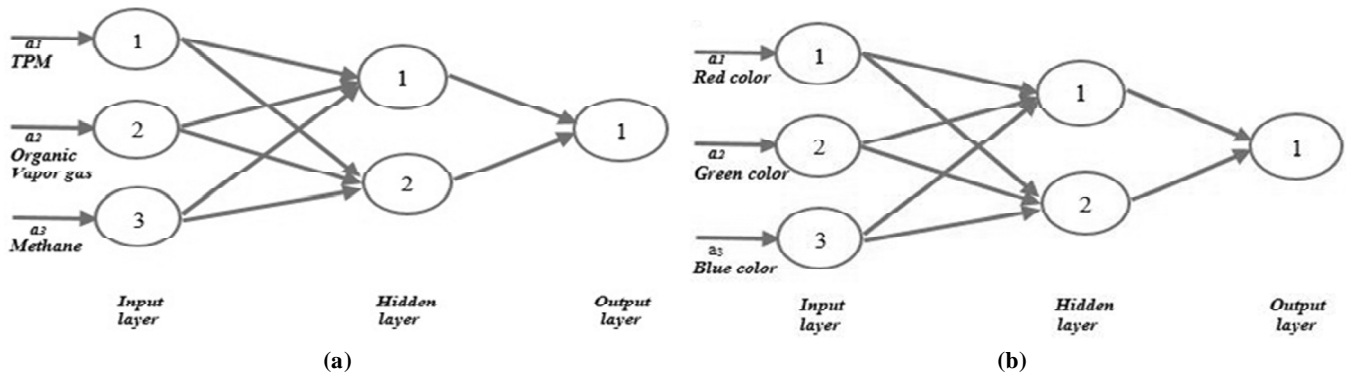 a1
TPM
1
a2
Organic
Vapor gas
2
a3
Methane
3
1
2
1
Input
layer
Hidden
layer
Output
layer
(a)
a1
Red color
1
a2
Green color
2
a3
Blue color
3
1
2
1
Input
layer
Hidden
layer
Output
layer
(b)